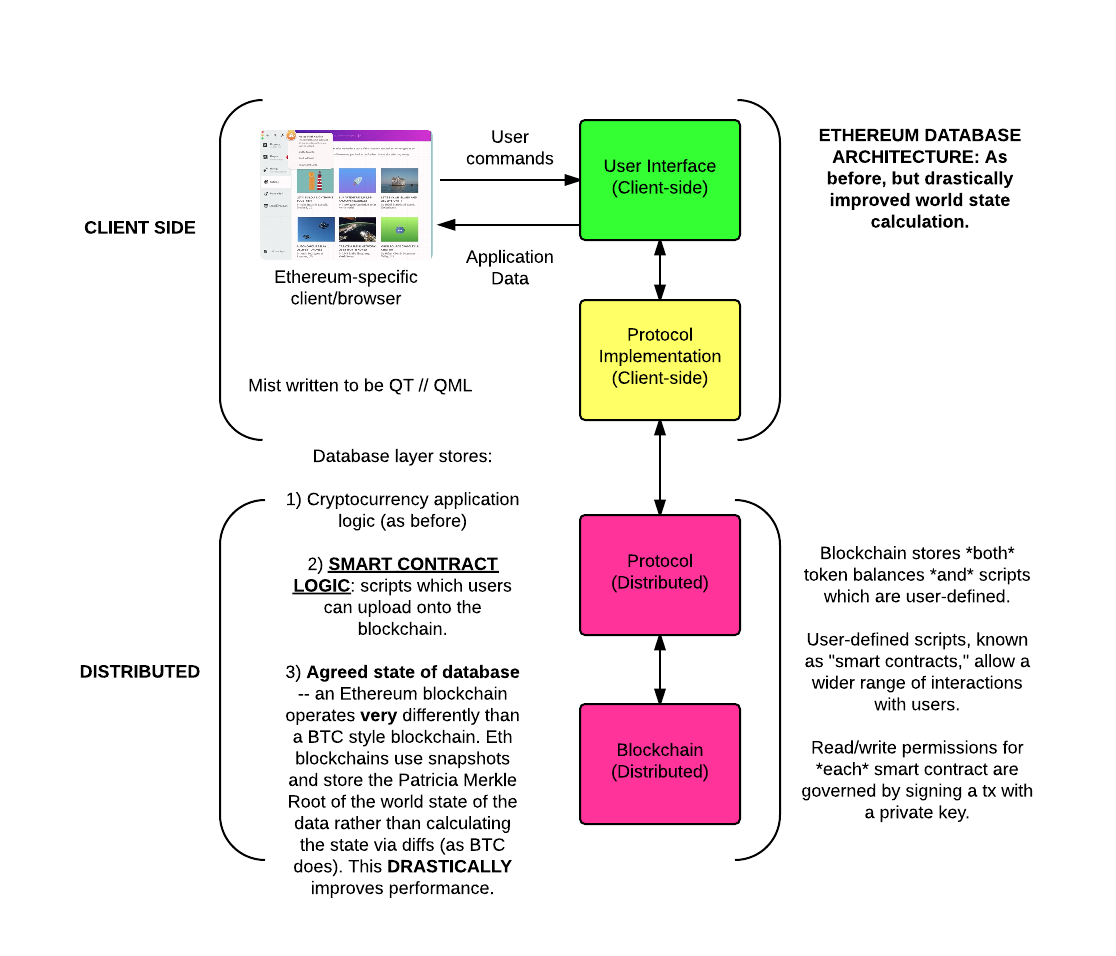 User
commands
User Interface
(Client-side)
ETHEREUM DATABASE
ARCHITECTURE: As
before, but drastically
improved world state
calculation.
CLIENT SIDE
Application
Data
Ethereum-specific
client/browser
Protocol
Implementation
(Client-side)
Mist written to be QT // QML
Database layer stores:
1) Cryptocurrency application
logic (as before)
2) SMART CONTRACT
LOGIC: scripts which users
can upload onto the
blockchain.
3) Agreed state of database
-- an Ethereum blockchain
operates very differently than
a BTC style blockchain. Eth
blockchains use snapshots
and store the Patricia Merkle
Root of the world state of the
data rather than calculating
the state via diffs (as BTC
does). This DRASTICALLY
improves performance.
DISTRIBUTED
Protocol
(Distributed)
Blockchain
(Distributed)
Blockchain stores *both*
token balances *and* scripts
which are user-defined.
User-defined scripts, known
as "smart contracts," allow a
wider range of interactions
with users.
Read/write permissions for
*each* smart contract are
governed by signing a tx with
a private key.